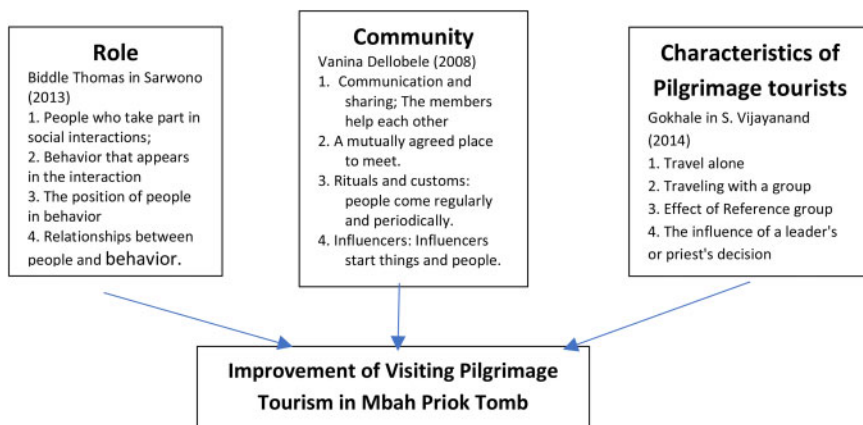 Role
Biddle Thomas in Sarwono
(2013)
1. People who take part in
social interactions;
2. Behavior that appears
in the interaction
3. The position of people
in behavior
4. Relationships between
people and behavior.
Community
Vanina Dellobele (2008)
1. Communication and
sharing; The members
help each other
2. A mutually agreed place
to meet.
3. Rituals and customs:
people come regularly
and periodically.
4. Influencers: Influencers
start things and people.
Characteristics of
Pilgrimage tourists
Gokhale in S. Vijayanand
(2014)
1. Travel alone
2. Traveling with a group
3. Effect of Reference group
4. The influence of a leader's
or priest's decision
Improvement of Visiting Pilgrimage
Tourism in Mbah Priok Tomb